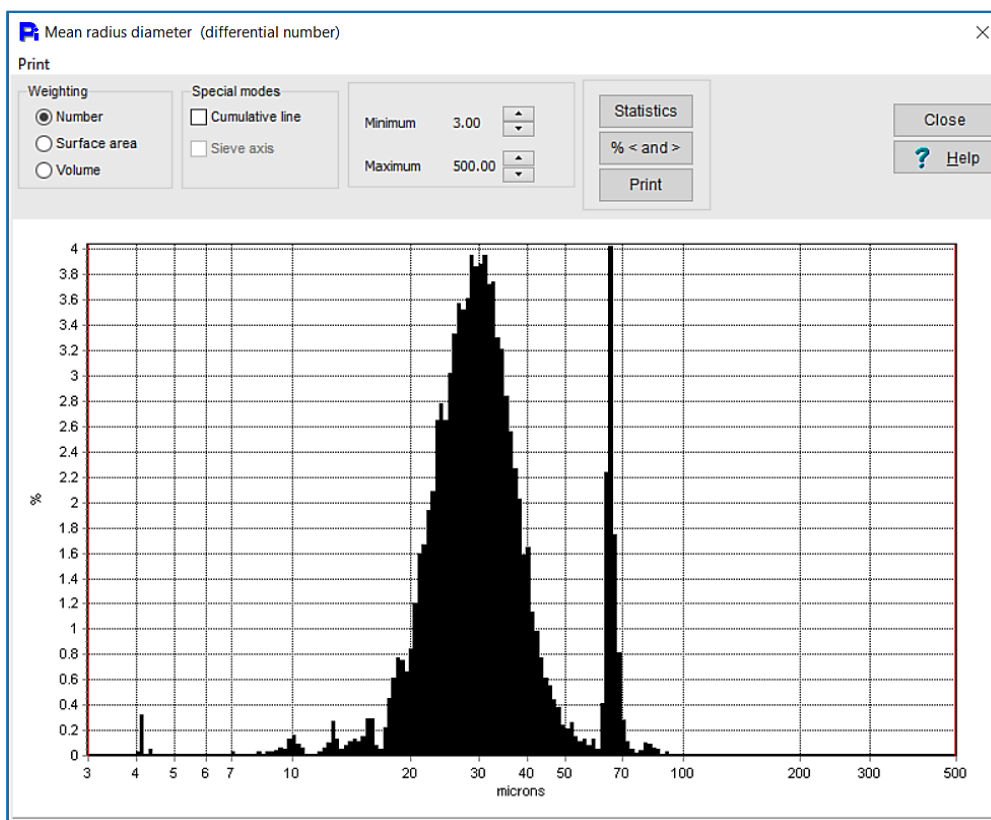 Pi Mean radius diameter (differential number)
Print
Weighting
Number
Surface area
Volume
Special modes
Cumulative line
Sieve axis
Minimum 3.00
Maximum 500.00
Statistics
% < and >
Print
Close
? Help
4
3.8
3.6
3.4
3.2
3
2.8
2.6
2.4
2.2
2
1.8
1.6
1.4
1.2
1
0.8
0.6
0.4
0.2
0
%
3 4 5 6 7 10 20 30 40 50 70 100 200 300 500
microns